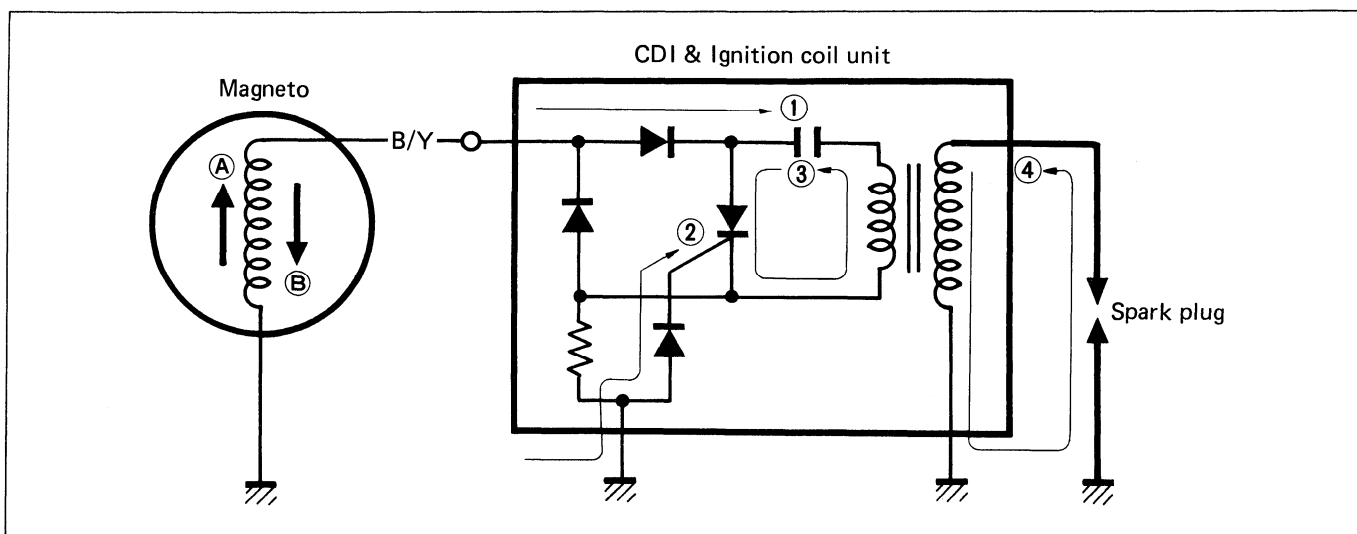 CDI & Ignition coil unit
Magneto
B/Y
①
Ⓐ
③
④
②
Ⓑ
Spark plug